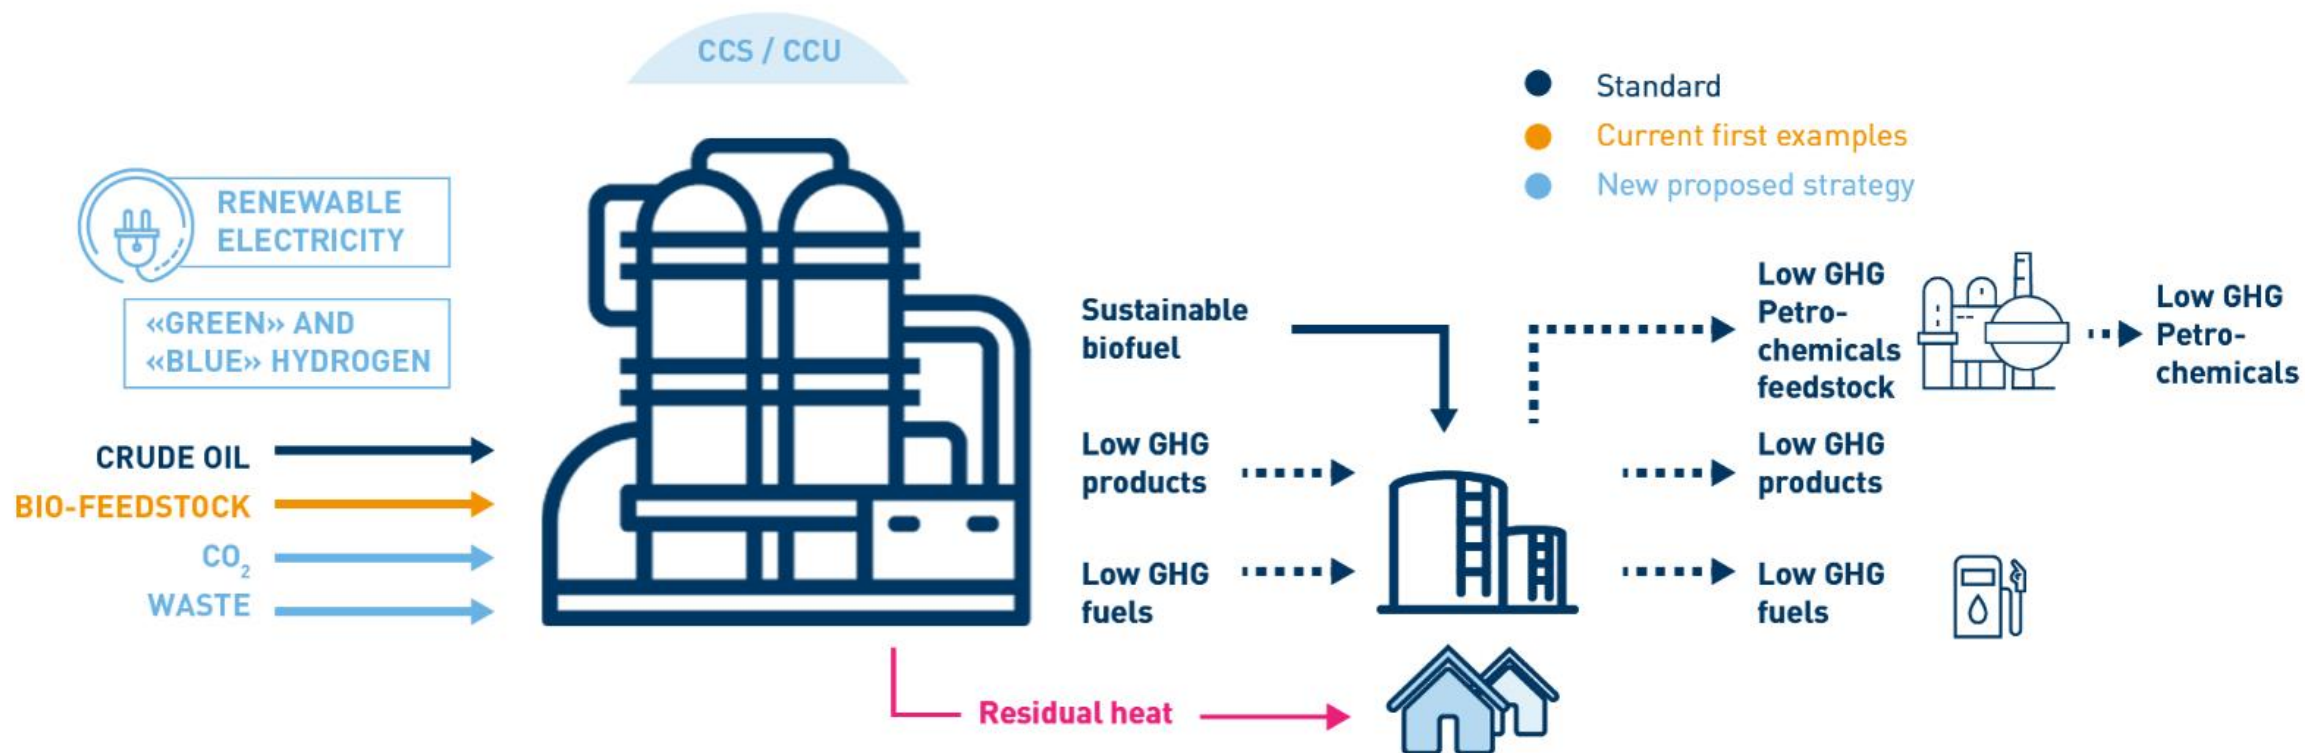 CCS / CCU
Standard
Current first examples
New proposed strategy
RENEWABLE
ELECTRICITY
«GREEN» AND
«BLUE» HYDROGEN
CRUDE OIL
BIO-FEEDSTOCK
CO₂
WASTE
Sustainable
biofuel
Low GHG
products
Low GHG
fuels
Residual heat
Low GHG
Petro-
chemicals
feedstock
Low GHG
Petro-
chemicals
Low GHG
products
Low GHG
fuels